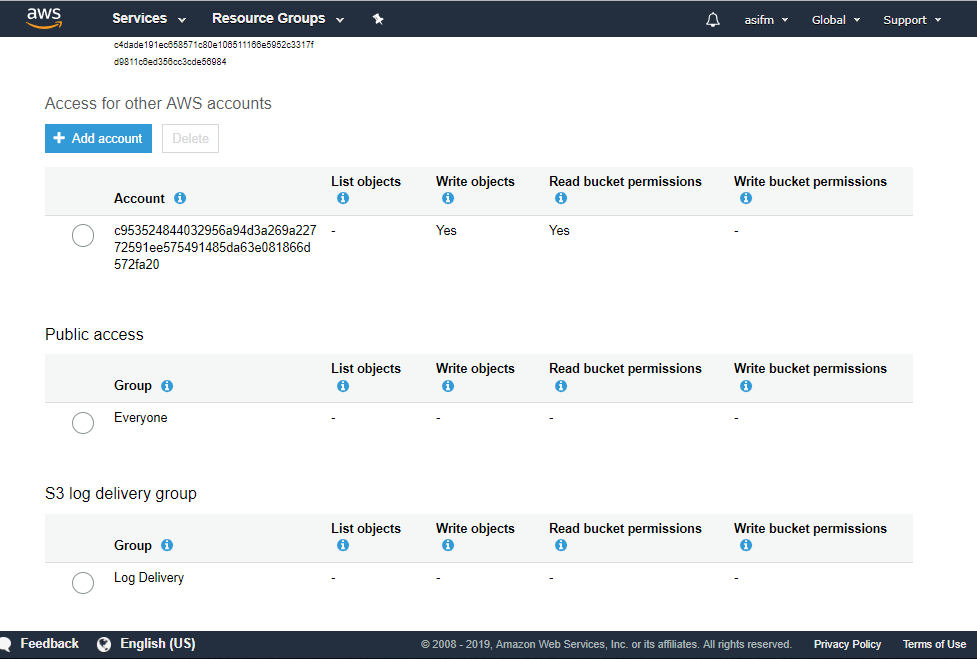 aws Services Resource Groups asifm Global Support
c4dade191ec658571c80e106511166e5952c3317f
d9811c6ed356cc3cde56984
Access for other AWS accounts
+ Add account Delete
Account List objects Write objects Read bucket permissions Write bucket permissions
c953524844032956a94d3a269a227 - Yes Yes -
72591ee575491485da63e081866d
572fa20
Public access
Group List objects Write objects Read bucket permissions Write bucket permissions
Everyone - - - -
S3 log delivery group
Group List objects Write objects Read bucket permissions Write bucket permissions
Log Delivery - - - -
Feedback English (US) © 2008 - 2019, Amazon Web Services, Inc. or its affiliates. All rights reserved. Privacy Policy Terms of Use